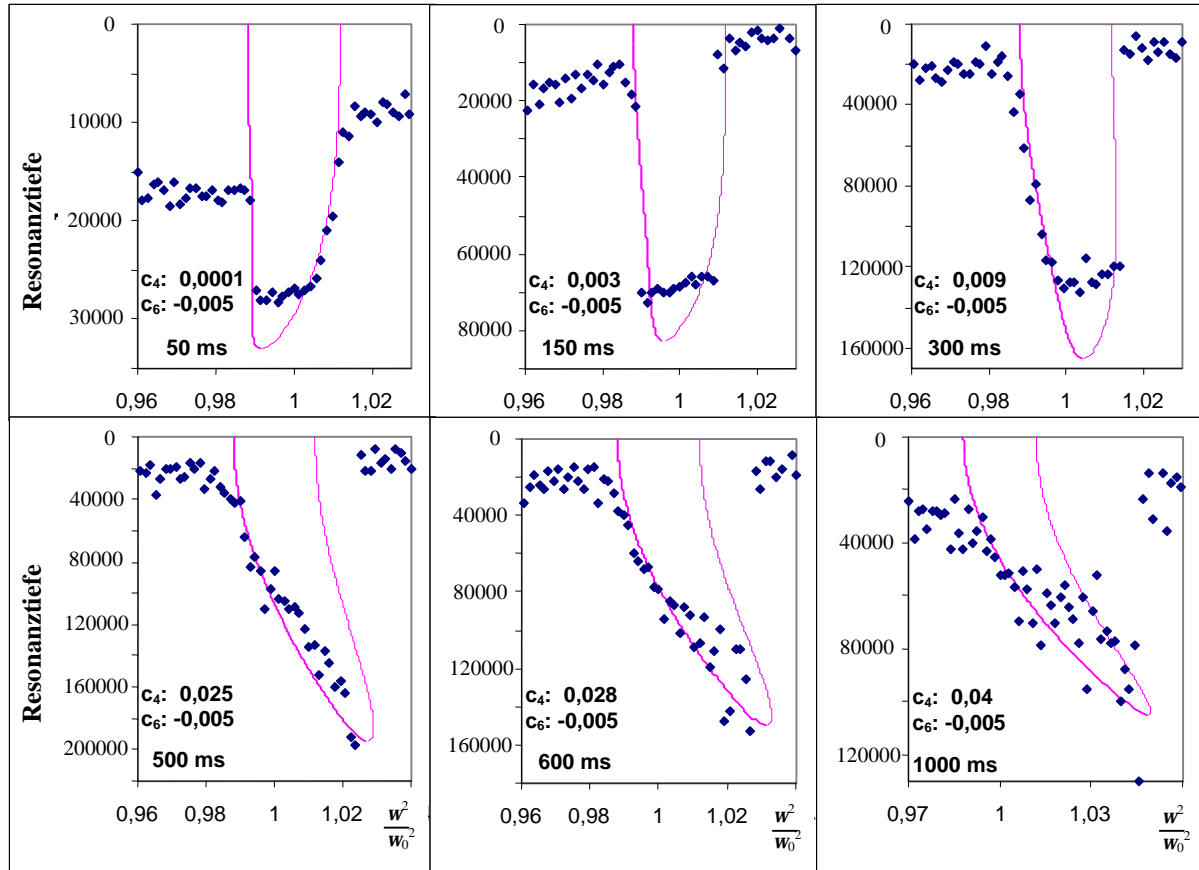 0
10000
20000
30000
Resonanztiefe
c4: 0,0001
c6: -0,005
50 ms
0,96 0,98 1 1,02
0
20000
40000
60000
80000
c4: 0,003
c6: -0,005
150 ms
0,96 0,98 1 1,02
0
40000
80000
120000
160000
c4: 0,009
c6: -0,005
300 ms
0,96 0,98 1 1,02
0
40000
80000
120000
160000
200000
Resonanztiefe
c4: 0,025
c6: -0,005
500 ms
0,96 0,98 1 1,02
w²
w0²
0
40000
80000
120000
160000
c4: 0,028
c6: -0,005
600 ms
0,96 0,98 1 1,02
w²
w0²
0
40000
80000
120000
c4: 0,04
c6: -0,005
1000 ms
0,97 1 1,03
w²
w0²